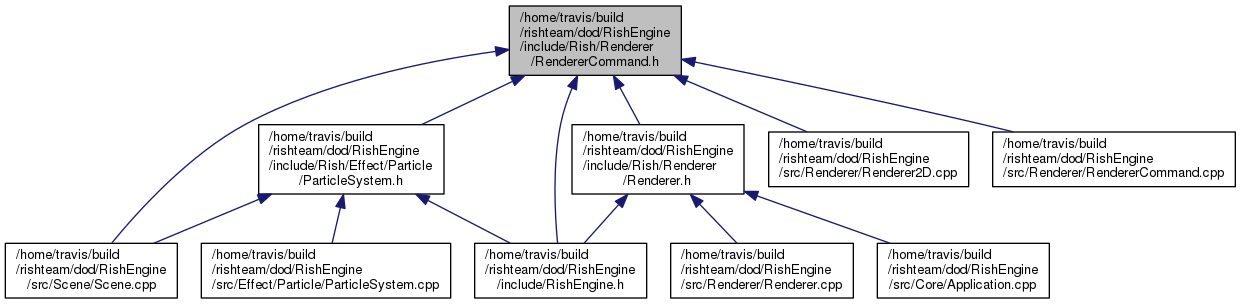 /home/travis/build
/rishteam/dod/RishEngine
/include/Rish/Renderer
/RendererCommand.h
/home/travis/build
/rishteam/dod/RishEngine
/include/Rish/Effect/Particle
/ParticleSystem.h
/home/travis/build
/rishteam/dod/RishEngine
/include/Rish/Renderer
/Renderer.h
/home/travis/build
/rishteam/dod/RishEngine
/src/Renderer/Renderer2D.cpp
/home/travis/build
/rishteam/dod/RishEngine
/src/Renderer/RendererCommand.cpp
/home/travis/build
/rishteam/dod/RishEngine
/src/Scene/Scene.cpp
/home/travis/build
/rishteam/dod/RishEngine
/src/Effect/Particle/ParticleSystem.cpp
/home/travis/build
/rishteam/dod/RishEngine
/include/RishEngine.h
/home/travis/build
/rishteam/dod/RishEngine
/src/Renderer/Renderer.cpp
/home/travis/build
/rishteam/dod/RishEngine
/src/Core/Application.cpp